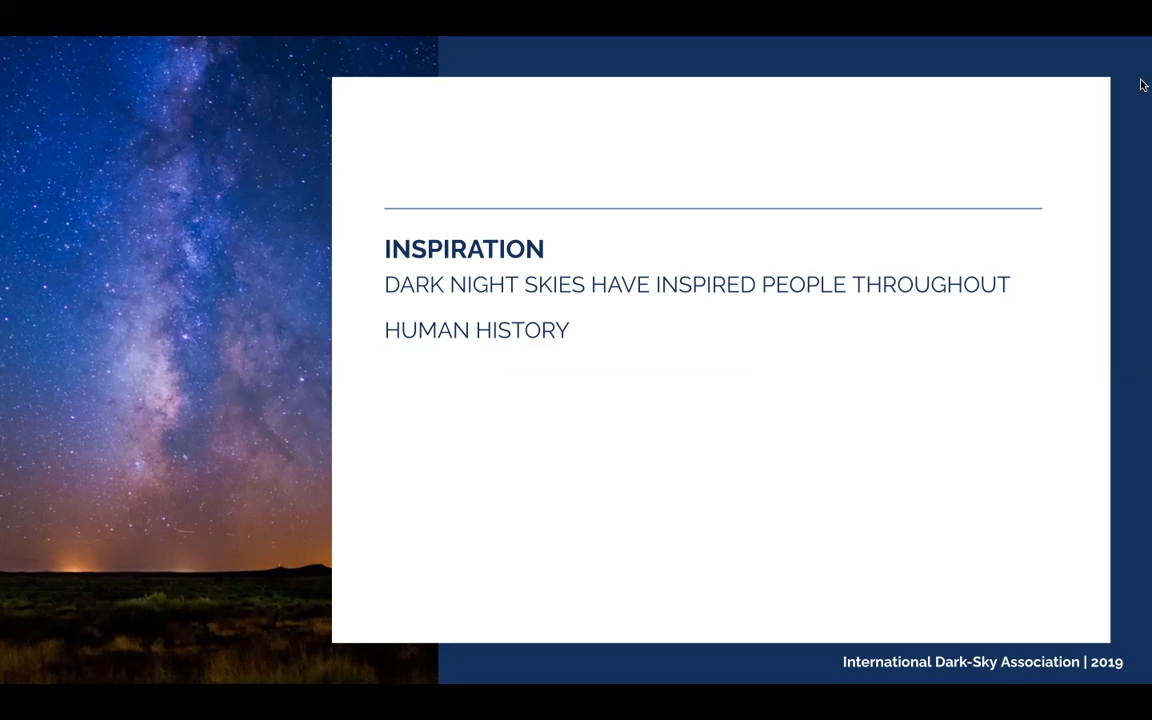 INSPIRATION
DARK NIGHT SKIES HAVE INSPIRED PEOPLE THROUGHOUT
HUMAN HISTORY
International Dark-Sky Association | 2019